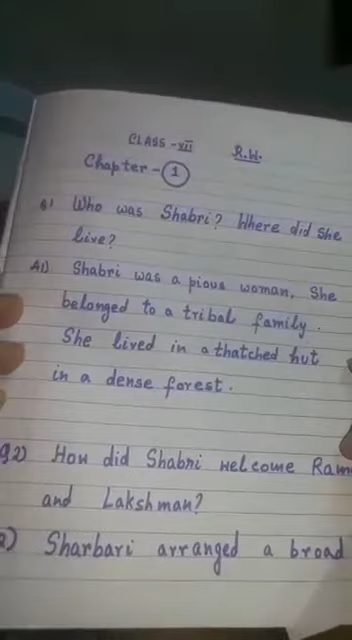 CLASS - XII R.W.
Chapter - 1
Q1 Who was Shabri? Where did she
live?
A1) Shabri was a pious woman. She
belonged to a tribal family.
She lived in a thatched hut
in a dense forest.
Q2) How did Shabri welcome Ram
and Lakshman?
Sharbari arranged a broad